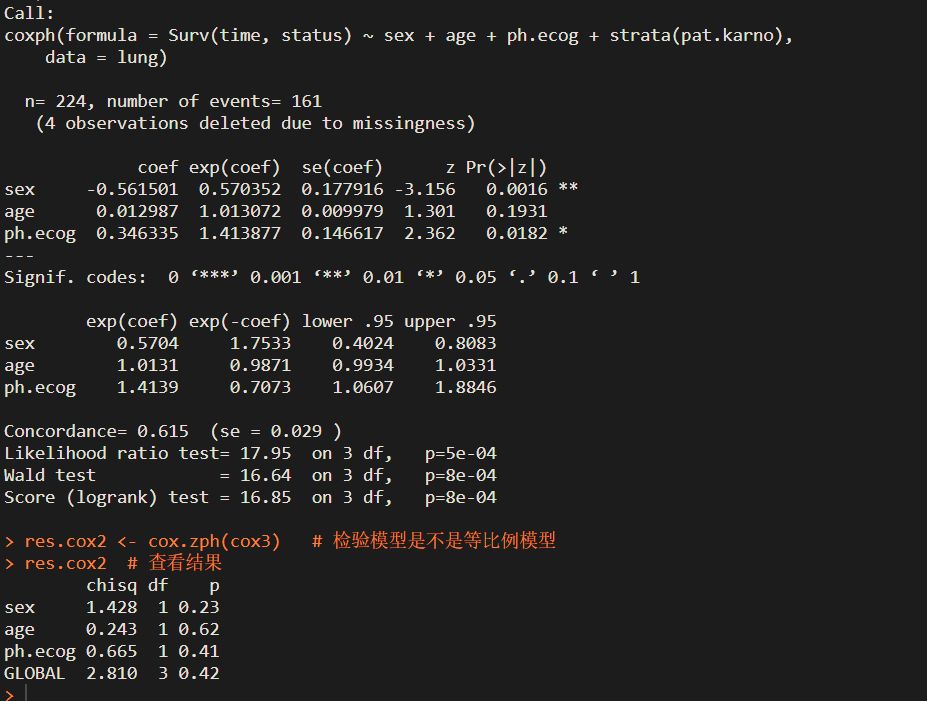 Call:
coxph(formula = Surv(time, status) ~ sex + age + ph.ecog + strata(pat.karno),
    data = lung)
  n= 224, number of events= 161
   (4 observations deleted due to missingness)
             coef exp(coef)  se(coef)      z Pr(>|z|)
sex     -0.561501  0.570352  0.177916 -3.156   0.0016 **
age      0.012987  1.013072  0.009979  1.301   0.1931
ph.ecog  0.346335  1.413877  0.146617  2.362   0.0182 *
---
Signif. codes:  0 ‘***’ 0.001 ‘**’ 0.01 ‘*’ 0.05 ‘.’ 0.1 ‘ ’ 1
        exp(coef) exp(-coef) lower .95 upper .95
sex        0.5704     1.7533    0.4024    0.8083
age        1.0131     0.9871    0.9934    1.0331
ph.ecog    1.4139     0.7073    1.0607    1.8846
Concordance= 0.615  (se = 0.029 )
Likelihood ratio test= 17.95  on 3 df,   p=5e-04
Wald test            = 16.64  on 3 df,   p=8e-04
Score (logrank) test = 16.85  on 3 df,   p=8e-04
> res.cox2 <- cox.zph(cox3)   # 检验模型是不是等比例模型
> res.cox2  # 查看结果
        chisq df    p
sex     1.428  1 0.23
age     0.243  1 0.62
ph.ecog 0.665  1 0.41
GLOBAL  2.810  3 0.42
>